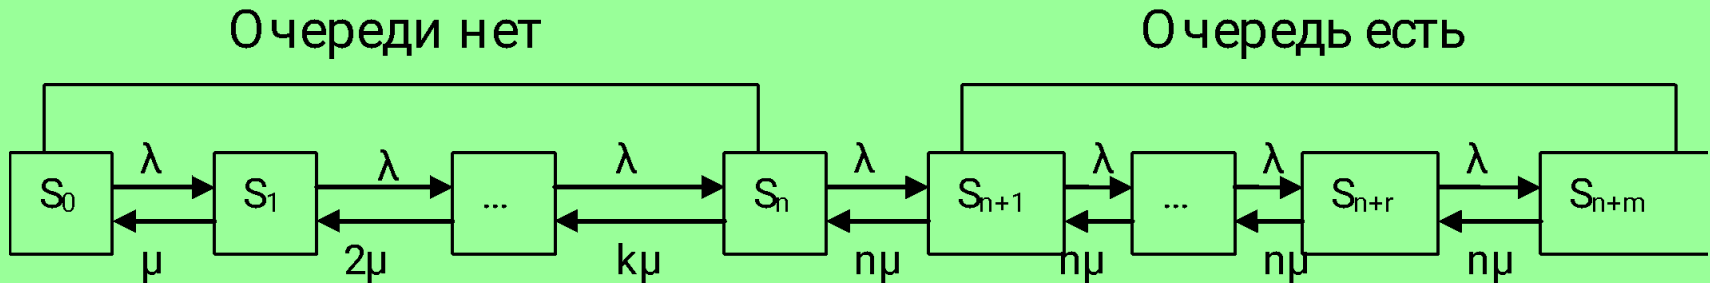 Очереди нет Очередь есть
λ λ λ λ λ λ λ
S0 S1 ... Sn Sn+1 ... Sn+r Sn+m
μ 2μ kμ nμ nμ nμ nμ